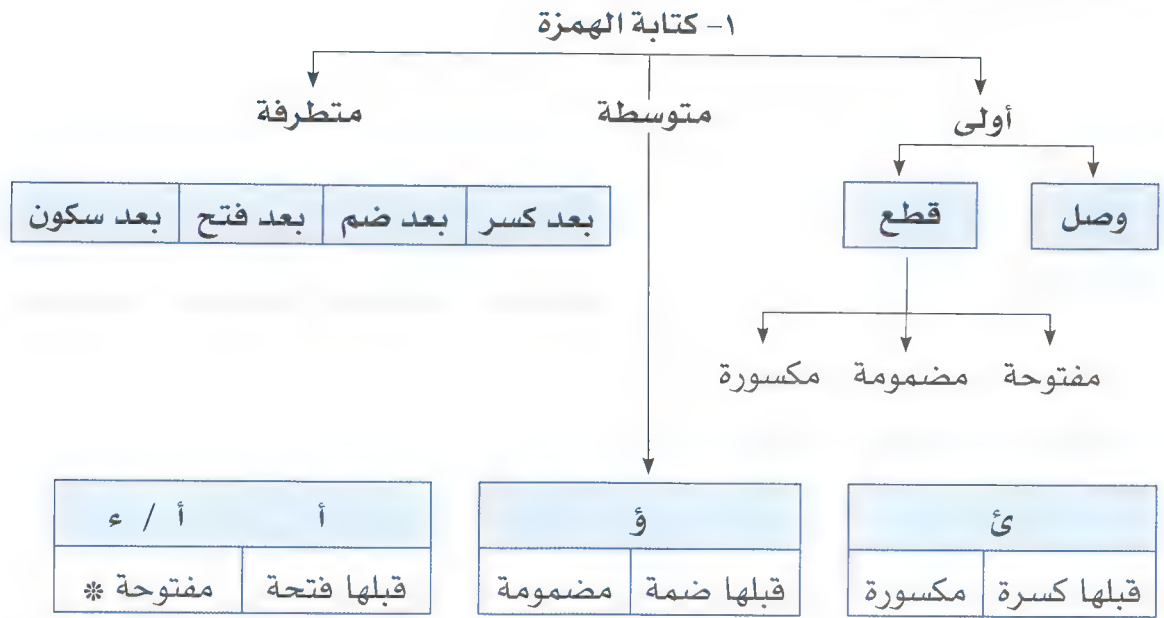 ١- كتابة الهمزة
أولى متوسطة متطرفة
وصل قطع
بعد كسر بعد ضم بعد فتح بعد سكون
مفتوحة مضمومة مكسورة
ئ ؤ أ أ / ء
قبلها كسرة مكسورة قبلها ضمة مضمومة قبلها فتحة مفتوحة *